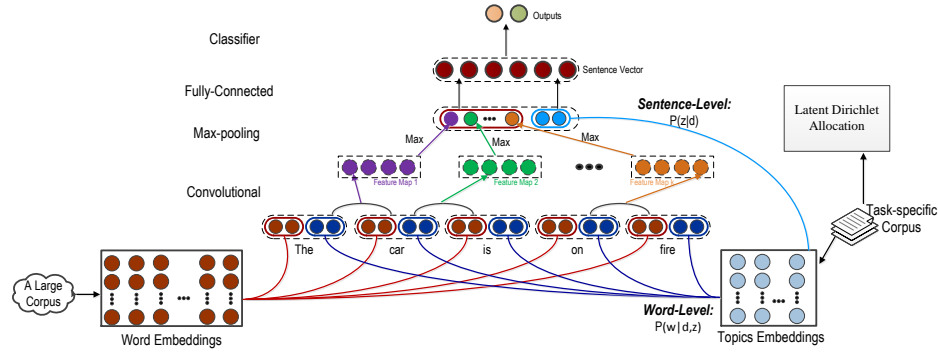 Outputs
Classifier
Sentence Vector
Fully-Connected
Sentence-Level:
P(z|d)
Latent Dirichlet
Allocation
Max-pooling
Max
Max
Max
Feature Map 1
Feature Map 2
Feature Map
Convolutional
Task-specific
Corpus
The
car
is
on
fire
A Large
Corpus
Word-Level:
P(w|d,z)
Word Embeddings
Topics Embeddings